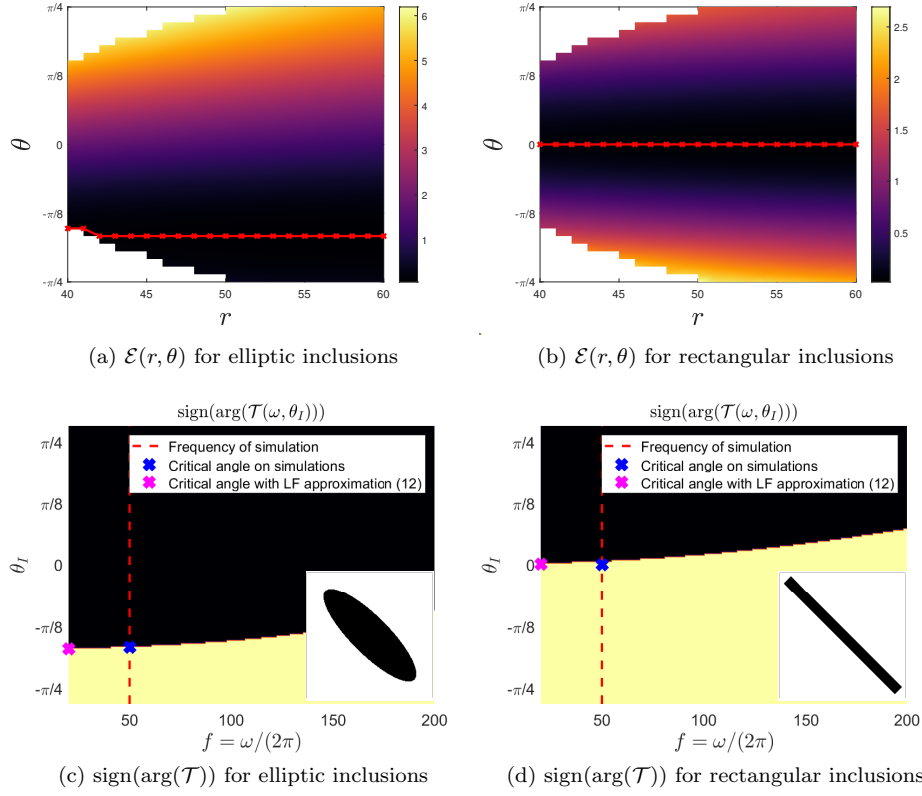 π/4
π/8
0
-π/8
-π/4
θ
40
45
50
55
60
r
6
5
4
3
2
1
(a) ℰ(r, θ) for elliptic inclusions
π/4
π/8
0
-π/8
-π/4
θ
40
45
50
55
60
r
2.5
2
1.5
1
0.5
(b) ℰ(r, θ) for rectangular inclusions
sign(arg(𝒯(ω, θ_I)))
π/4
π/8
0
-π/8
-π/4
θ_I
Frequency of simulation
Critical angle on simulations
Critical angle with LF approximation (12)
50
100
150
200
f = ω/(2π)
(c) sign(arg(𝒯)) for elliptic inclusions
sign(arg(𝒯(ω, θ_I)))
π/4
π/8
0
-π/8
-π/4
θ_I
Frequency of simulation
Critical angle on simulations
Critical angle with LF approximation (12)
50
100
150
200
f = ω/(2π)
(d) sign(arg(𝒯)) for rectangular inclusions